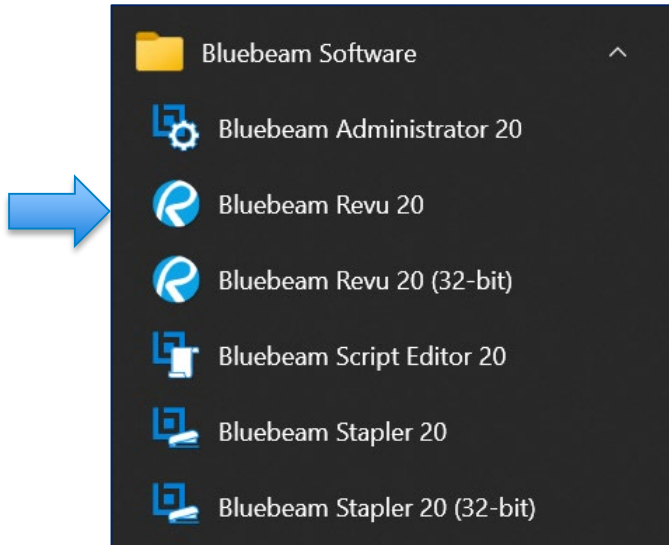 Bluebeam Software
Bluebeam Administrator 20
Bluebeam Revu 20
Bluebeam Revu 20 (32-bit)
Bluebeam Script Editor 20
Bluebeam Stapler 20
Bluebeam Stapler 20 (32-bit)